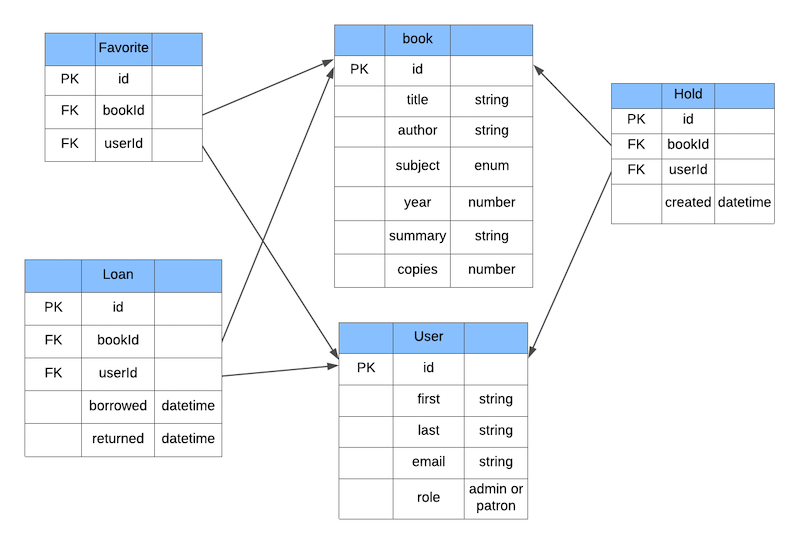 Favorite
PK id
FK bookId
FK userId
book
PK id
title string
author string
subject enum
year number
summary string
copies number
Hold
PK id
FK bookId
FK userId
created datetime
Loan
PK id
FK bookId
FK userId
borrowed datetime
returned datetime
User
PK id
first string
last string
email string
role admin or
patron